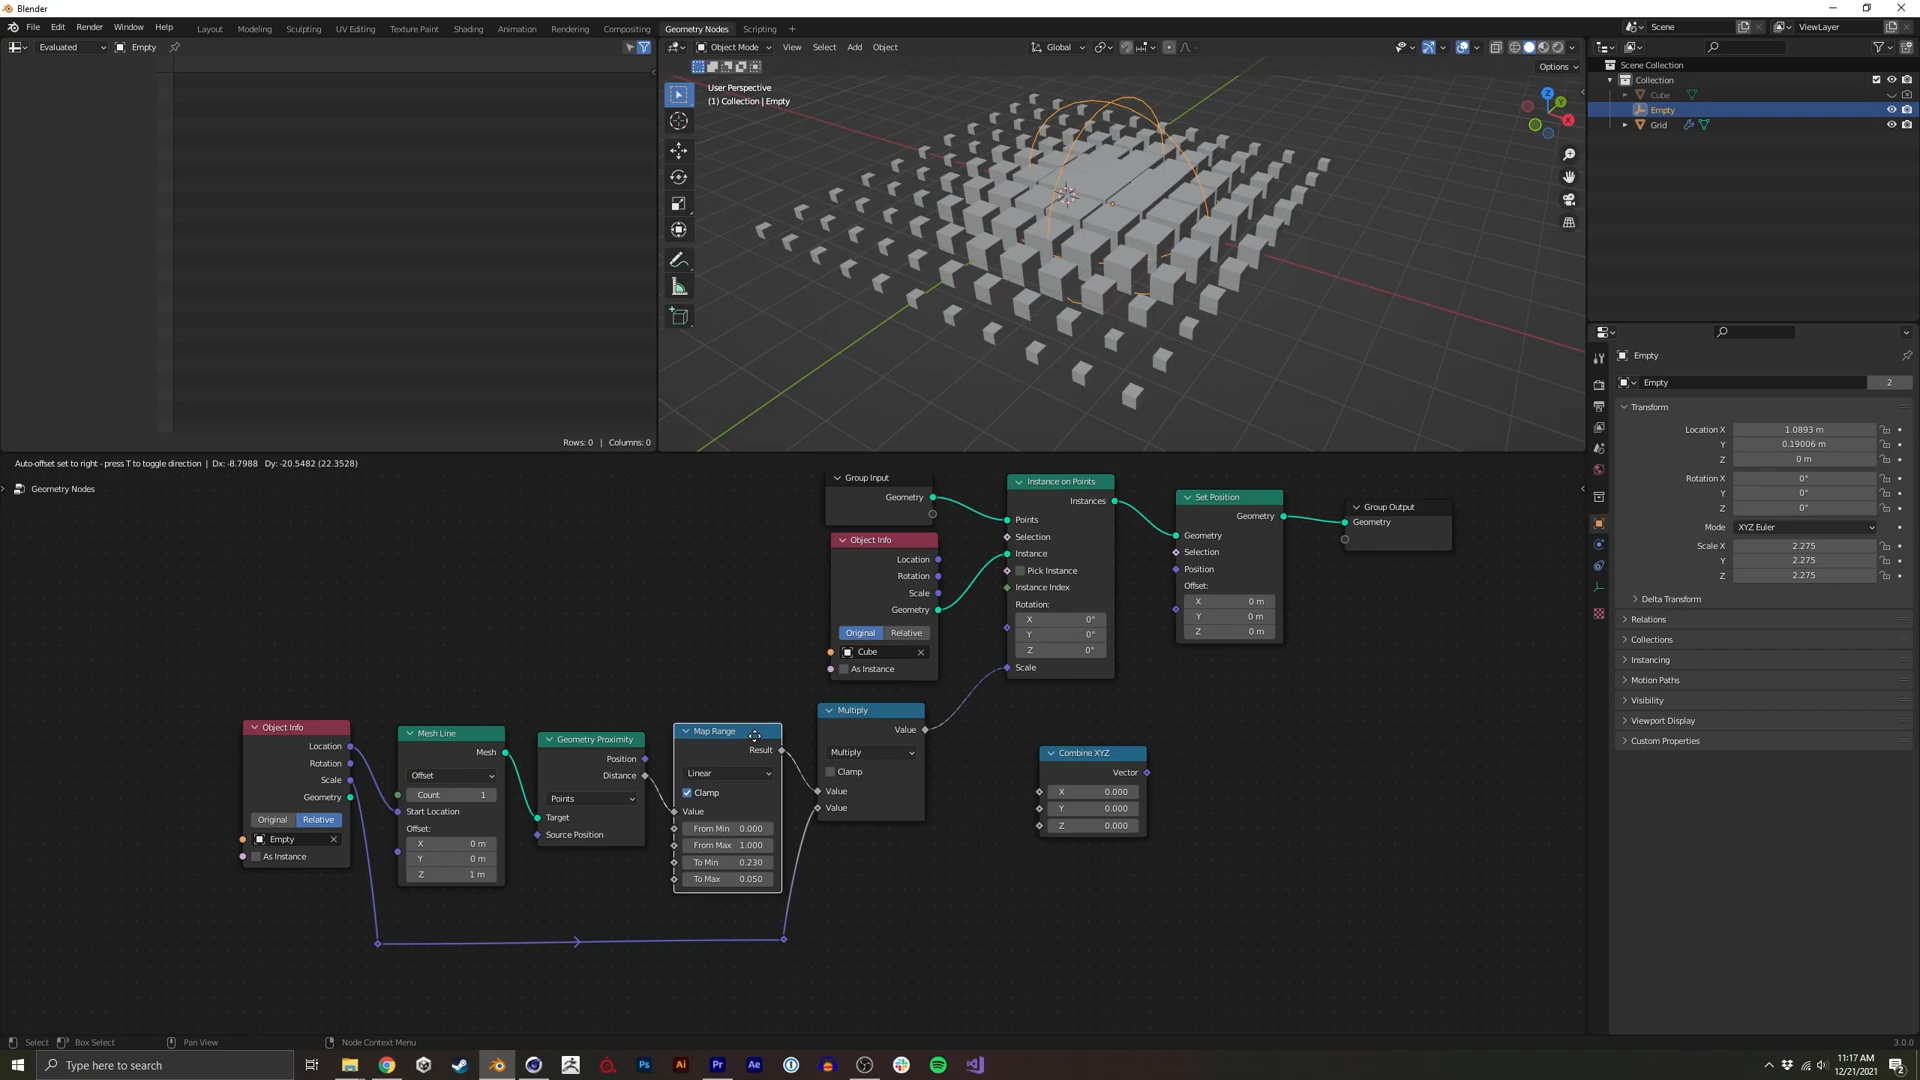 Blender
File Edit Render Window Help Layout Modeling Sculpting UV Editing Texture Paint Shading Animation Rendering Compositing Geometry Nodes Scripting + Scene ViewLayer
Evaluated Empty
Object Mode View Select Add Object Global
Options
User Perspective
(1) Collection | Empty
Z
Y
X
Rows: 0 | Columns: 0
Scene Collection
Collection
Cube
Empty
Grid
Empty
Empty 2
Transform
Location X 1.0893 m
Y 0.19006 m
Z 0 m
Rotation X 0°
Y 0°
Z 0°
Mode XYZ Euler
Scale X 2.275
Y 2.275
Z 2.275
Delta Transform
Relations
Collections
Instancing
Motion Paths
Visibility
Viewport Display
Custom Properties
Auto-offset set to right - press T to toggle direction | Dx: -8.7988 Dy: -20.5482 (22.3528)
Geometry Nodes
Group Input
Geometry
Object Info
Location
Rotation
Scale
Geometry
Original Relative
Cube
As Instance
Instance on Points
Instances
Points
Selection
Instance
Pick Instance
Instance Index
Rotation:
X 0°
Y 0°
Z 0°
Scale
Set Position
Geometry
Geometry
Selection
Position
Offset:
X 0 m
Y 0 m
Z 0 m
Group Output
Geometry
Object Info
Location
Rotation
Scale
Geometry
Original Relative
Empty
As Instance
Mesh Line
Mesh
Offset
Count 1
Start Location
Offset:
X 0 m
Y 0 m
Z 1 m
Geometry Proximity
Position
Distance
Points
Target
Source Position
Map Range
Result
Linear
Clamp
Value
From Min 0.000
From Max 1.000
To Min 0.230
To Max 0.050
Multiply
Value
Multiply
Clamp
Value
Value
Combine XYZ
Vector
X 0.000
Y 0.000
Z 0.000
Select Box Select Pan View Node Context Menu 3.0.0
Type here to search
Ps Ai Pr Ae
11:17 AM
12/21/2021
2